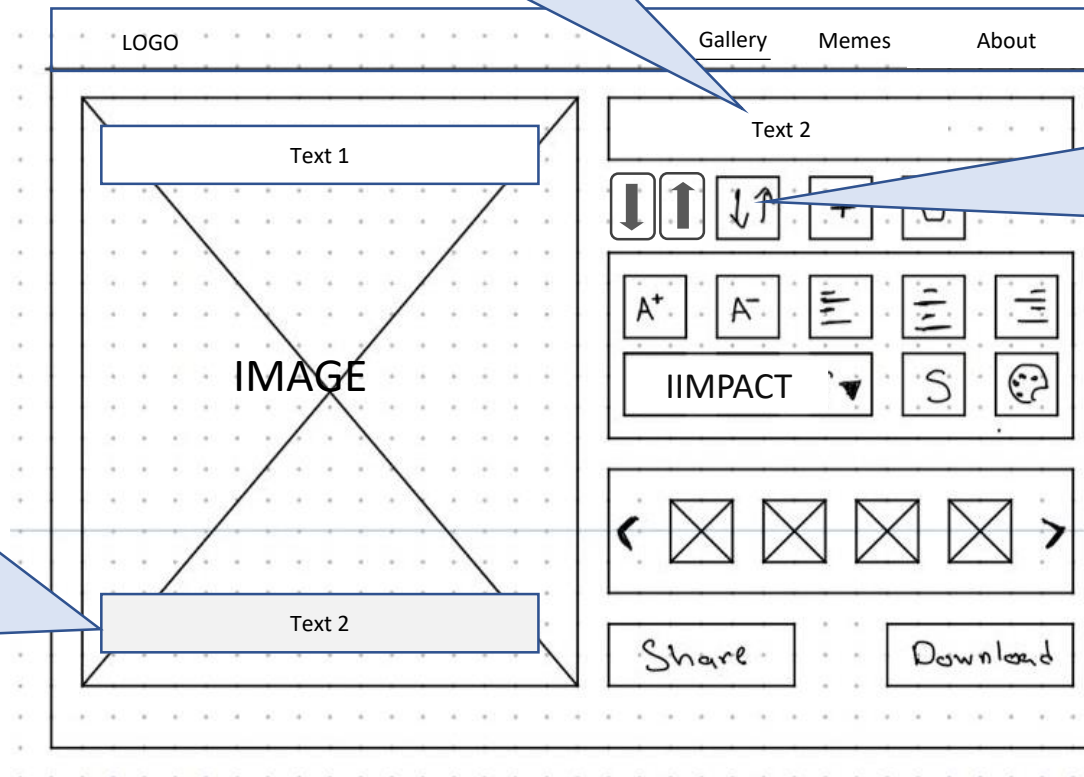 LOGO Gallery Memes About
Text 1
Text 2
A+ A-
IMAGE
IIMPACT S
Text 2
Share Download